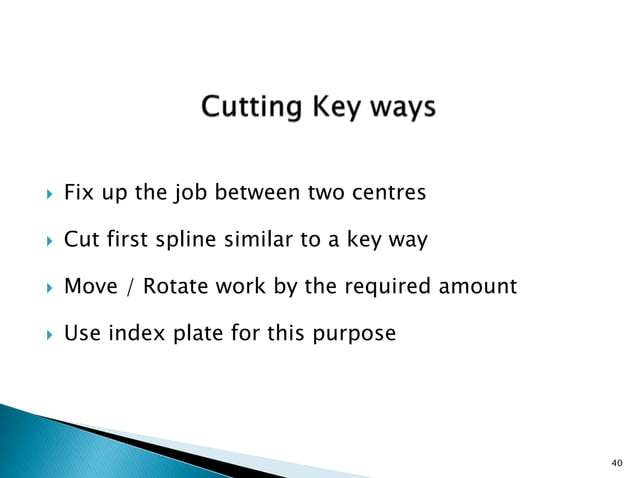 Cutting Key ways
Fix up the job between two centres
Cut first spline similar to a key way
Move / Rotate work by the required amount
Use index plate for this purpose
40